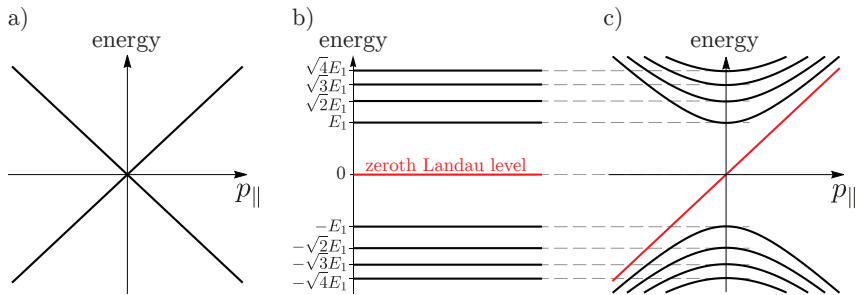 a)
energy
p∥
b)
energy
√4E₁
√3E₁
√2E₁
E₁
zeroth Landau level
0
−E₁
−√2E₁
−√3E₁
−√4E₁
c)
energy
p∥